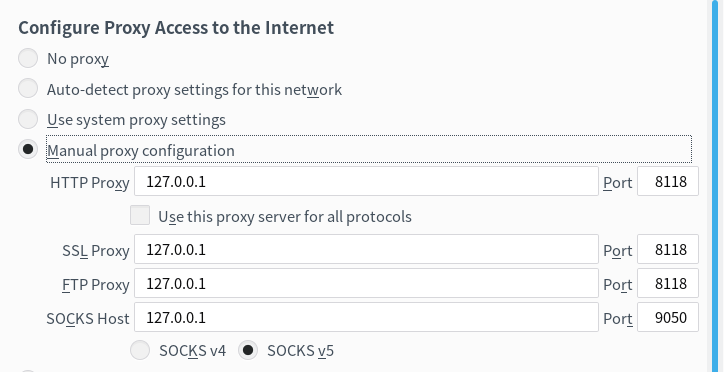 Configure Proxy Access to the Internet
No proxy
Auto-detect proxy settings for this network
Use system proxy settings
Manual proxy configuration
HTTP Proxy 127.0.0.1 Port 8118
Use this proxy server for all protocols
SSL Proxy 127.0.0.1 Port 8118
FTP Proxy 127.0.0.1 Port 8118
SOCKS Host 127.0.0.1 Port 9050
SOCKS v4 SOCKS v5